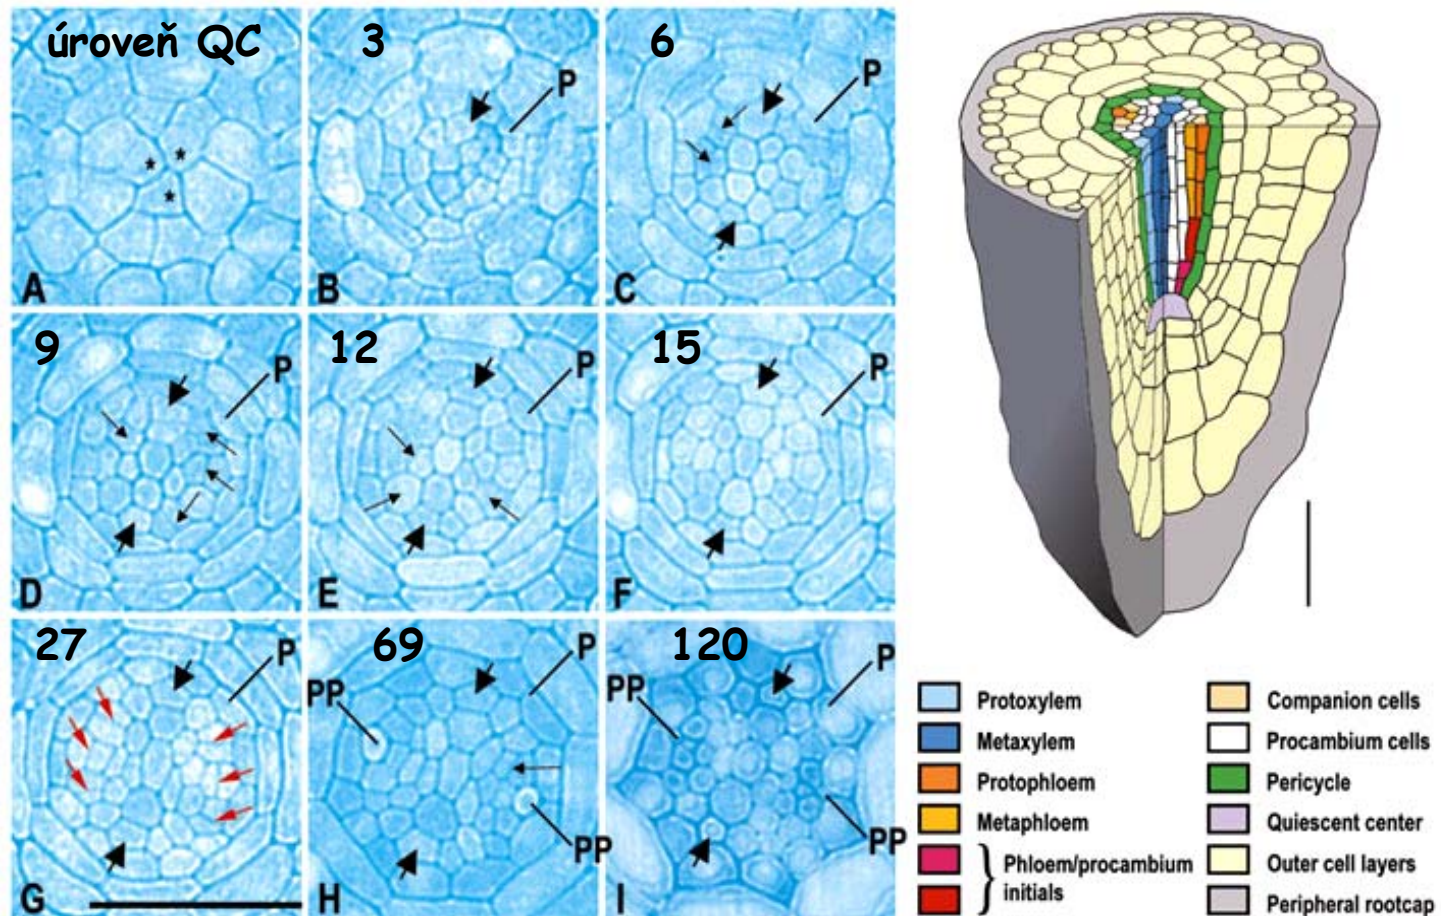 úroveň QC
3
6
P
P
A
B
C
9
12
15
P
P
P
D
E
F
27
69
120
P
P
P
PP
PP
PP
PP
G
H
I
Protoxylem
Metaxylem
Protophloem
Metaphloem
Phloem/procambium
initials
Companion cells
Procambium cells
Pericycle
Quiescent center
Outer cell layers
Peripheral rootcap